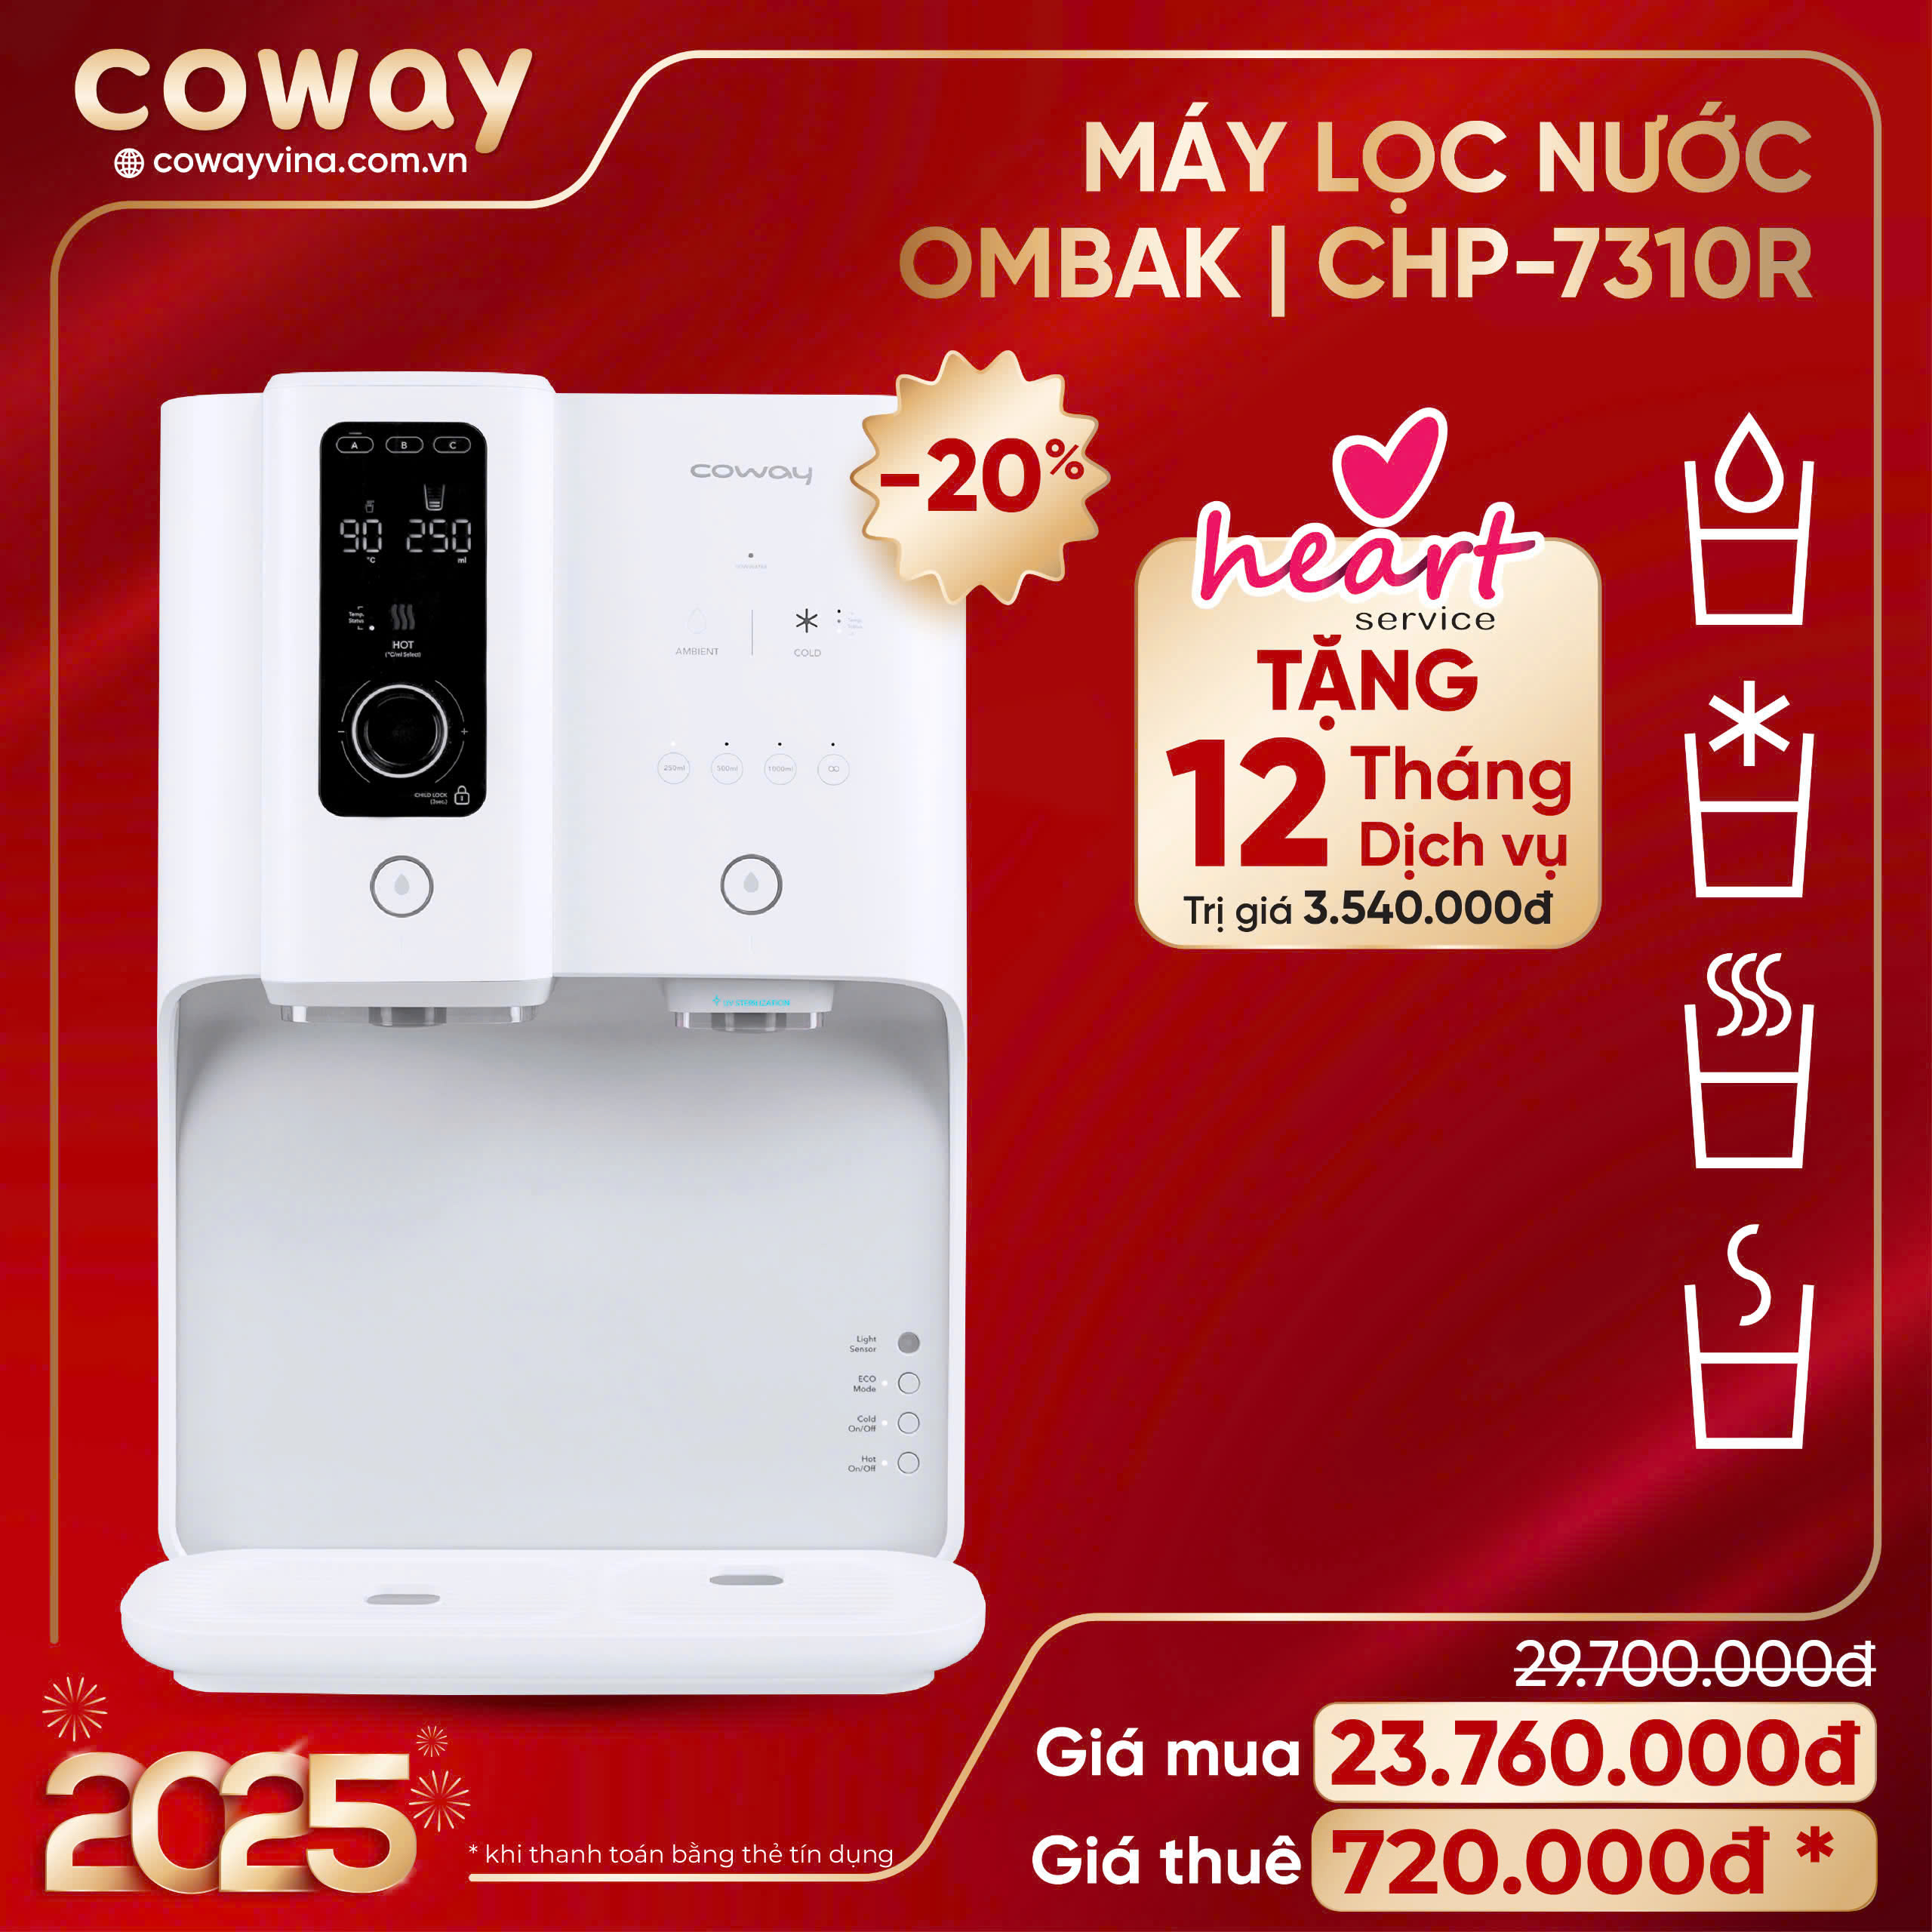 coway
cowayvina.com.vn
MÁY LỌC NƯỚC
OMBAK | CHP-7310R
-20%
heart
service
TẶNG
12 Tháng
Dịch vụ
Trị giá 3.540.000đ
A B C
90 250
°C ml
Temp.
Status
HOT
(°C/ml Select)
- +
CHILD LOCK
(3sec.)
coway
AMBIENT
COLD
250ml 500ml 1000ml ∞
UV STERILIZATION
Light
Sensor
ECO
Mode
Cold
On/Off
Hot
On/Off
29.700.000đ
Giá mua 23.760.000đ
Giá thuê 720.000đ *
2025
* khi thanh toán bằng thẻ tín dụng